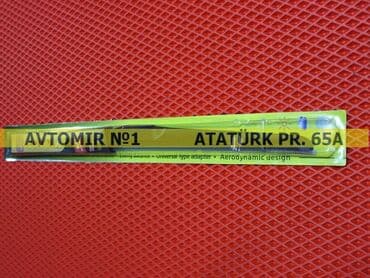 AVTOMIR №1 ATATÜRK PR. 65A
• Universal type adapter • Aerodynamic design